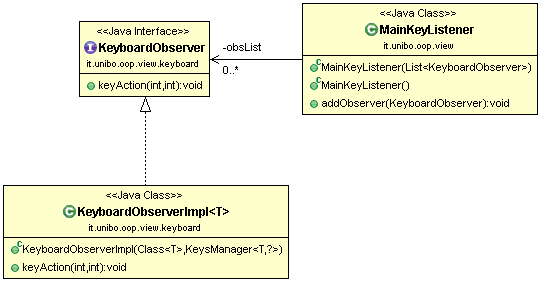 <<Java Interface>>
KeyboardObserver
it.unibo.oop.view.keyboard
keyAction(int,int):void
-obsList
0..*
<<Java Class>>
MainKeyListener
it.unibo.oop.view
MainKeyListener(List<KeyboardObserver>)
MainKeyListener()
addObserver(KeyboardObserver):void
<<Java Class>>
KeyboardObserverImpl<T>
it.unibo.oop.view.keyboard
KeyboardObserverImpl(Class<T>,KeysManager<T,?>)
keyAction(int,int):void